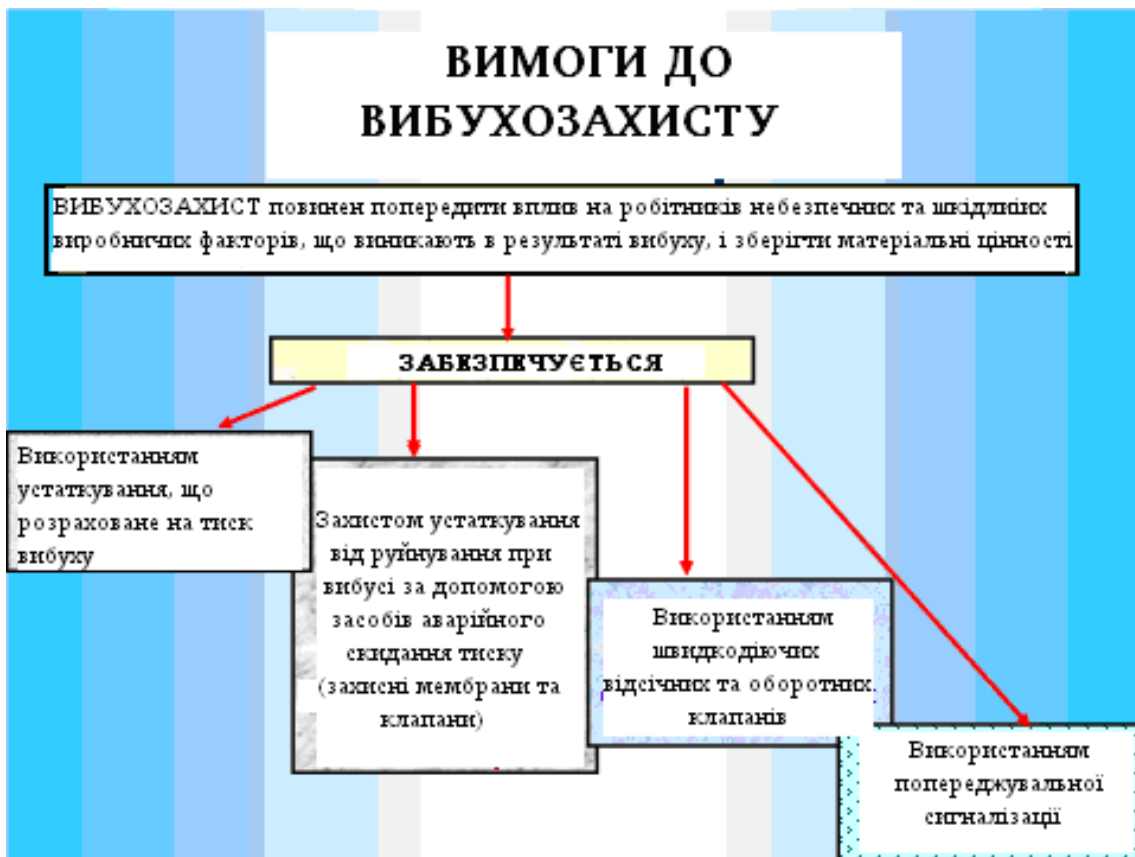 ВИМОГИ ДО
ВИБУХОЗАХИСТУ
ВИБУХОЗАХИСТ повинен попередити вплив на робітників небезпечних та шкідлиіих
виробничих факторів, що виникають в результаті вибуху, і зберігти матеріальні цінності
ЗАБЕЗПЕЧУЄТЬСЯ
Використанням
устаткування, що
розраховане на тиск
вибуху
Захистом устаткування
від руйнування при
вибусі за допомогою
засобів аварійного
скидання тиску
(захисні мембрани та
клапани)
Використанням
швидкодіючих
відсічних та оборотних
клапанів
Використанням
попереджувальної
сигналізації